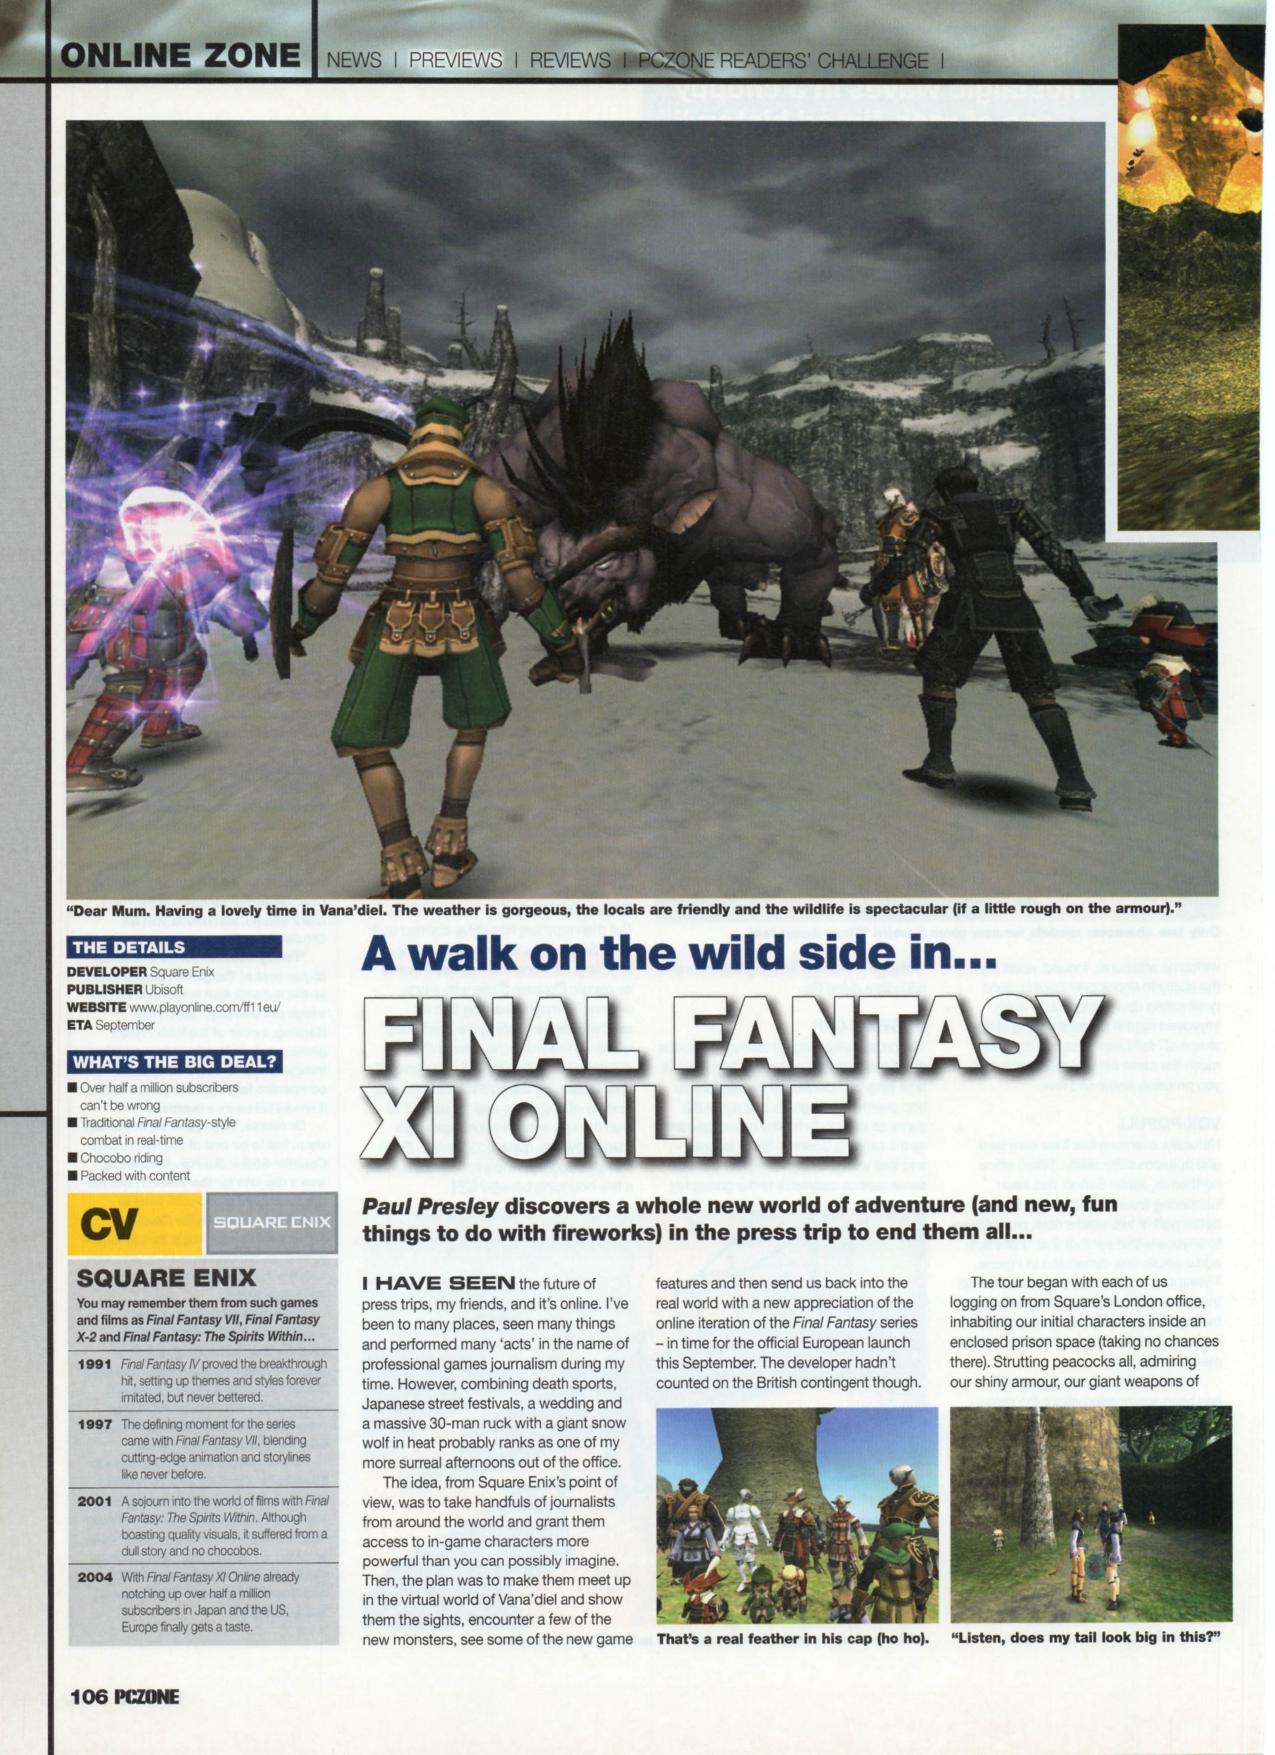 ONLINE ZONE
NEWS | PREVIEWS | REVIEWS | PCZONE READERS' CHALLENGE |
"Dear Mum. Having a lovely time in Vana'diel. The weather is gorgeous, the locals are friendly and the wildlife is spectacular (if a little rough on the armour)."
THE DETAILS
DEVELOPER Square Enix
PUBLISHER Ubisoft
WEBSITE www.playonline.com/ff11eu/
ETA September
WHAT'S THE BIG DEAL?
■ Over half a million subscribers
can't be wrong
■ Traditional Final Fantasy-style
combat in real-time
■ Chocobo riding
■ Packed with content
CV
SQUARE ENIX
SQUARE ENIX
You may remember them from such games
and films as Final Fantasy VII, Final Fantasy
X-2 and Final Fantasy: The Spirits Within...
1991 Final Fantasy IV proved the breakthrough
hit, setting up themes and styles forever
imitated, but never bettered.
1997 The defining moment for the series
came with Final Fantasy VII, blending
cutting-edge animation and storylines
like never before.
2001 A sojourn into the world of films with Final
Fantasy: The Spirits Within. Although
boasting quality visuals, it suffered from a
dull story and no chocobos.
2004 With Final Fantasy XI Online already
notching up over half a million
subscribers in Japan and the US,
Europe finally gets a taste.
A walk on the wild side in...
FINAL FANTASY
XI ONLINE
Paul Presley discovers a whole new world of adventure (and new, fun
things to do with fireworks) in the press trip to end them all...
I HAVE SEEN the future of
press trips, my friends, and it's online. I've
been to many places, seen many things
and performed many 'acts' in the name of
professional games journalism during my
time. However, combining death sports,
Japanese street festivals, a wedding and
a massive 30-man ruck with a giant snow
wolf in heat probably ranks as one of my
more surreal afternoons out of the office.
The idea, from Square Enix's point of
view, was to take handfuls of journalists
from around the world and grant them
access to in-game characters more
powerful than you can possibly imagine.
Then, the plan was to make them meet up
in the virtual world of Vana'diel and show
them the sights, encounter a few of the
new monsters, see some of the new game
features and then send us back into the
real world with a new appreciation of the
online iteration of the Final Fantasy series
– in time for the official European launch
this September. The developer hadn't
counted on the British contingent though.
The tour began with each of us
logging on from Square's London office,
inhabiting our initial characters inside an
enclosed prison space (taking no chances
there). Strutting peacocks all, admiring
our shiny armour, our giant weapons of
That's a real feather in his cap (ho ho).
"Listen, does my tail look big in this?"
106 PCZONE